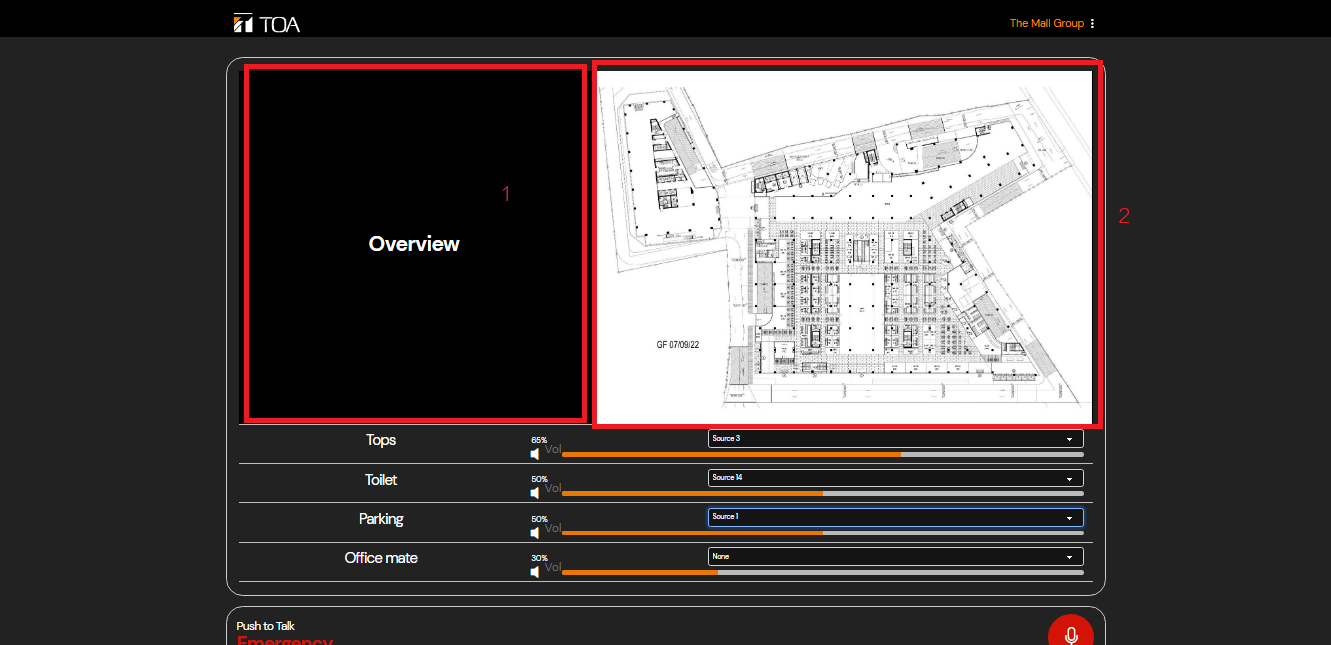 TOA
The Mall Group
1
2
Overview
GF 07/09/22
Tops
65%
Vol
Source 3
Toilet
50%
Vol
Source 14
Parking
50%
Vol
Source 1
Office mate
30%
Vol
None
Push to Talk
Emergency